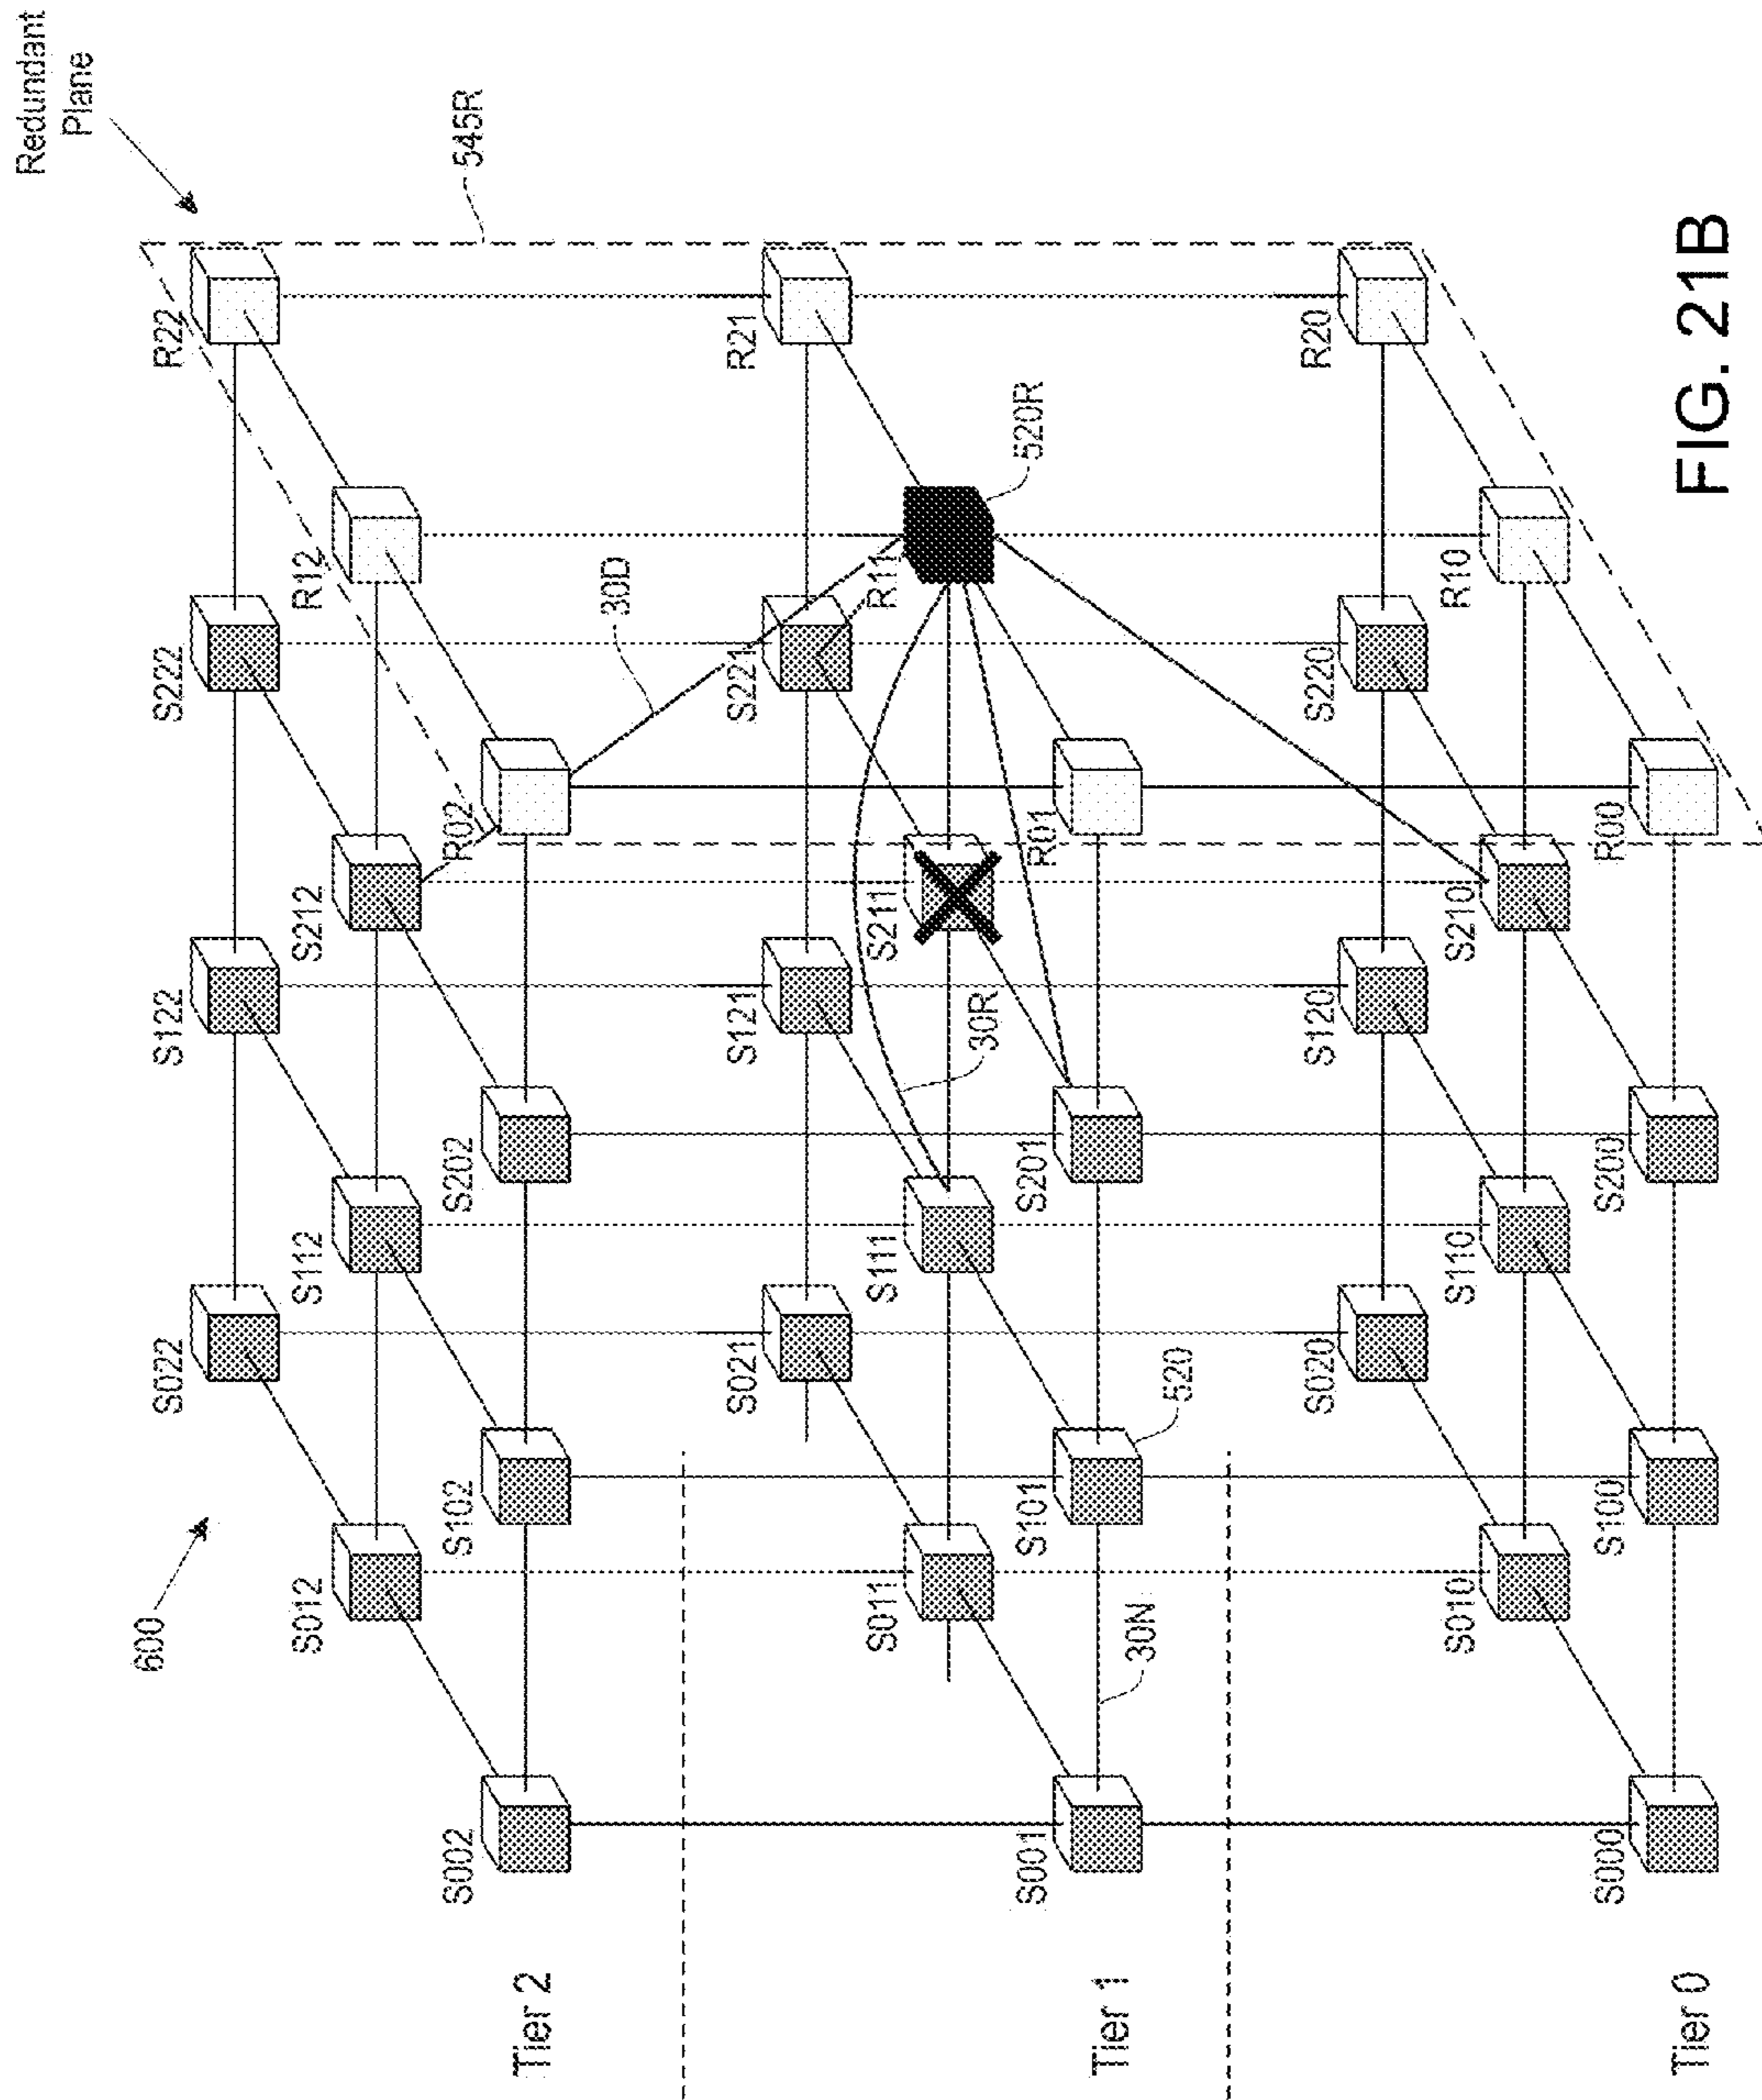 600
Redundant
Plane
545R
S022
S122
S222
R22
S012
S112
S212
R12
S002
S102
S202
R02
30D
Tier 2
S021
S121
S221
R21
S011
S111
S211
R11
520R
30R
S001
S101
S201
R01
30N
520
Tier 1
S020
S120
S220
R20
S010
S110
S210
R10
S000
S100
S200
R00
Tier 0
FIG. 21B